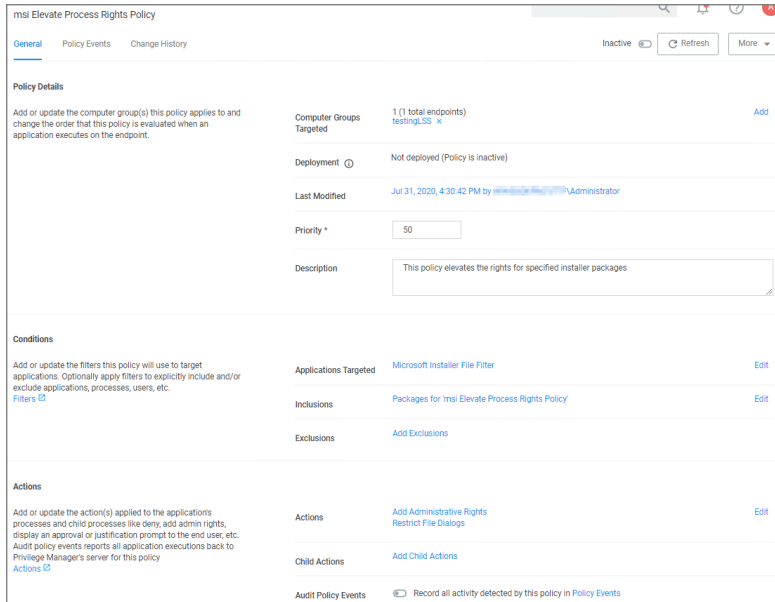 msi Elevate Process Rights Policy
A
General Policy Events Change History Inactive Refresh More
Policy Details
Add or update the computer group(s) this policy applies to and
change the order that this policy is evaluated when an
application executes on the endpoint.
Computer Groups
Targeted
1 (1 total endpoints)
testingLSS ×
Add
Deployment
Not deployed (Policy is inactive)
Last Modified
Jul 31, 2020, 4:30:42 PM by \Administrator
Priority *
50
Description
This policy elevates the rights for specified installer packages
Conditions
Add or update the filters this policy will use to target
applications. Optionally apply filters to explicitly include and/or
exclude applications, processes, users, etc.
Filters
Applications Targeted
Microsoft Installer File Filter
Edit
Inclusions
Packages for 'msi Elevate Process Rights Policy'
Edit
Exclusions
Add Exclusions
Actions
Add or update the action(s) applied to the application's
processes and child processes like deny, add admin rights,
display an approval or justification prompt to the end user, etc.
Audit policy events reports all application executions back to
Privilege Manager's server for this policy
Actions
Actions
Add Administrative Rights
Restrict File Dialogs
Edit
Child Actions
Add Child Actions
Audit Policy Events
Record all activity detected by this policy in Policy Events